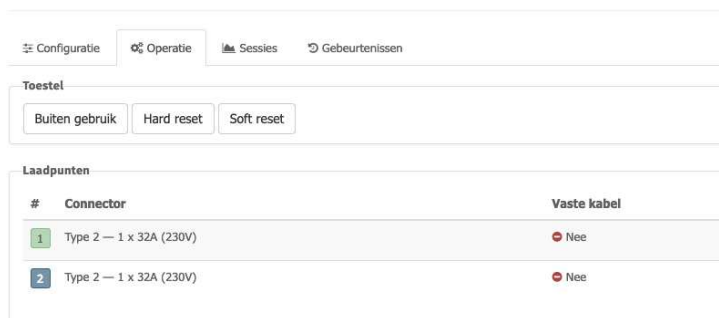 Configuratie Operatie Sessies Gebeurtenissen
Toestel
Buiten gebruik Hard reset Soft reset
Laadpunten
# Connector Vaste kabel
1 Type 2 — 1 x 32A (230V) Nee
2 Type 2 — 1 x 32A (230V) Nee